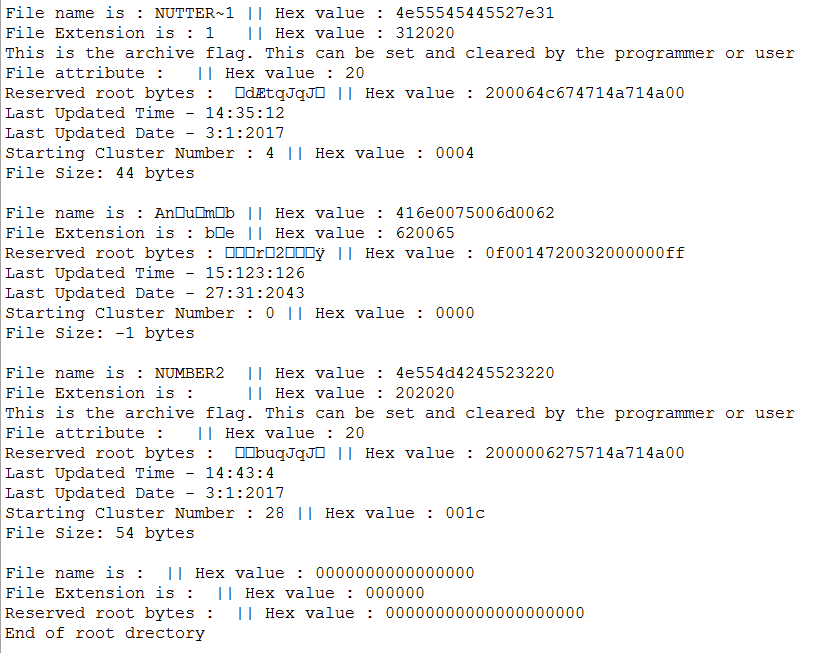 File name is : NUTTER~1 || Hex value : 4e55545445527e31
File Extension is : 1   || Hex value : 312020
This is the archive flag. This can be set and cleared by the programmer or user
File attribute :   || Hex value : 20
Reserved root bytes :  □dÆtqJqJ□ || Hex value : 200064c674714a714a00
Last Updated Time - 14:35:12
Last Updated Date - 3:1:2017
Starting Cluster Number : 4 || Hex value : 0004
File Size: 44 bytes

File name is : An□u□m□b || Hex value : 416e0075006d0062
File Extension is : b□e || Hex value : 620065
Reserved root bytes : □□□r□2□□□ÿ || Hex value : 0f0014720032000000ff
Last Updated Time - 15:123:126
Last Updated Date - 27:31:2043
Starting Cluster Number : 0 || Hex value : 0000
File Size: -1 bytes

File name is : NUMBER2  || Hex value : 4e554d4245523220
File Extension is :     || Hex value : 202020
This is the archive flag. This can be set and cleared by the programmer or user
File attribute :   || Hex value : 20
Reserved root bytes :  □□buqJqJ□ || Hex value : 2000006275714a714a00
Last Updated Time - 14:43:4
Last Updated Date - 3:1:2017
Starting Cluster Number : 28 || Hex value : 001c
File Size: 54 bytes

File name is :  || Hex value : 0000000000000000
File Extension is :  || Hex value : 000000
Reserved root bytes :  || Hex value : 00000000000000000000
End of root drectory